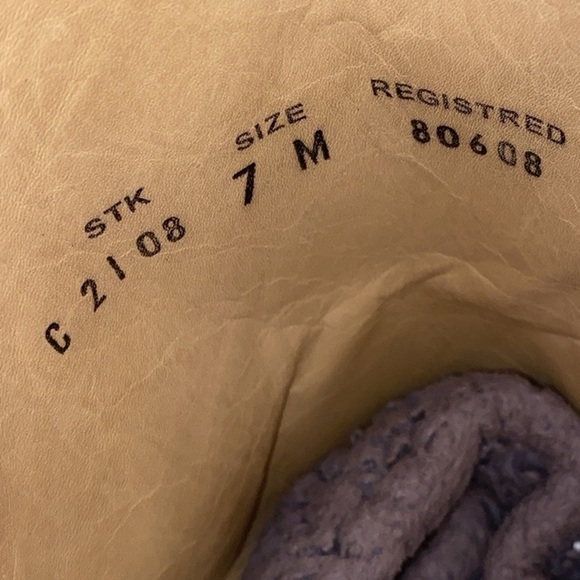 STK
C 2108
SIZE
7 M
REGISTRED
80608